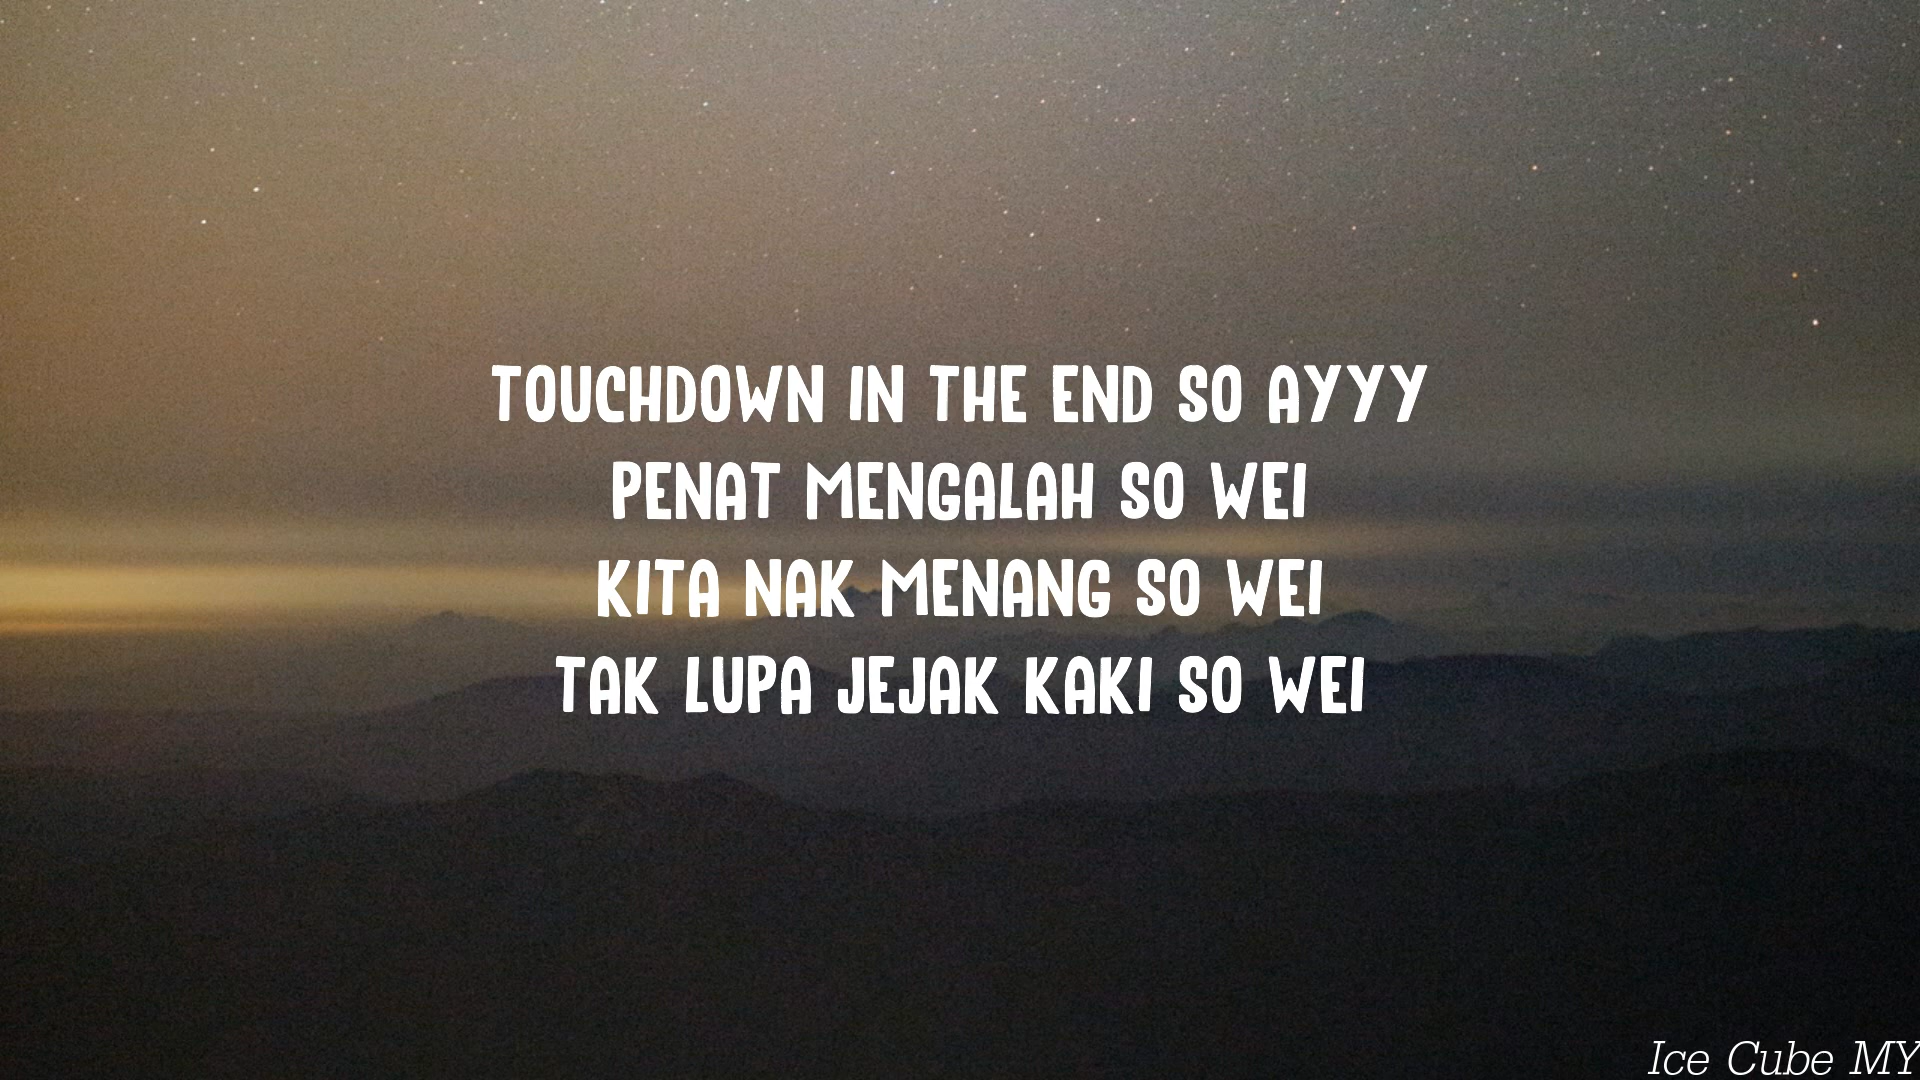 TOUCHDOWN IN THE END SO AYYY
PENAT MENGALAH SO WEI
KITA NAK MENANG SO WEI
TAK LUPA JEJAK KAKI SO WEI
Ice Cube MY